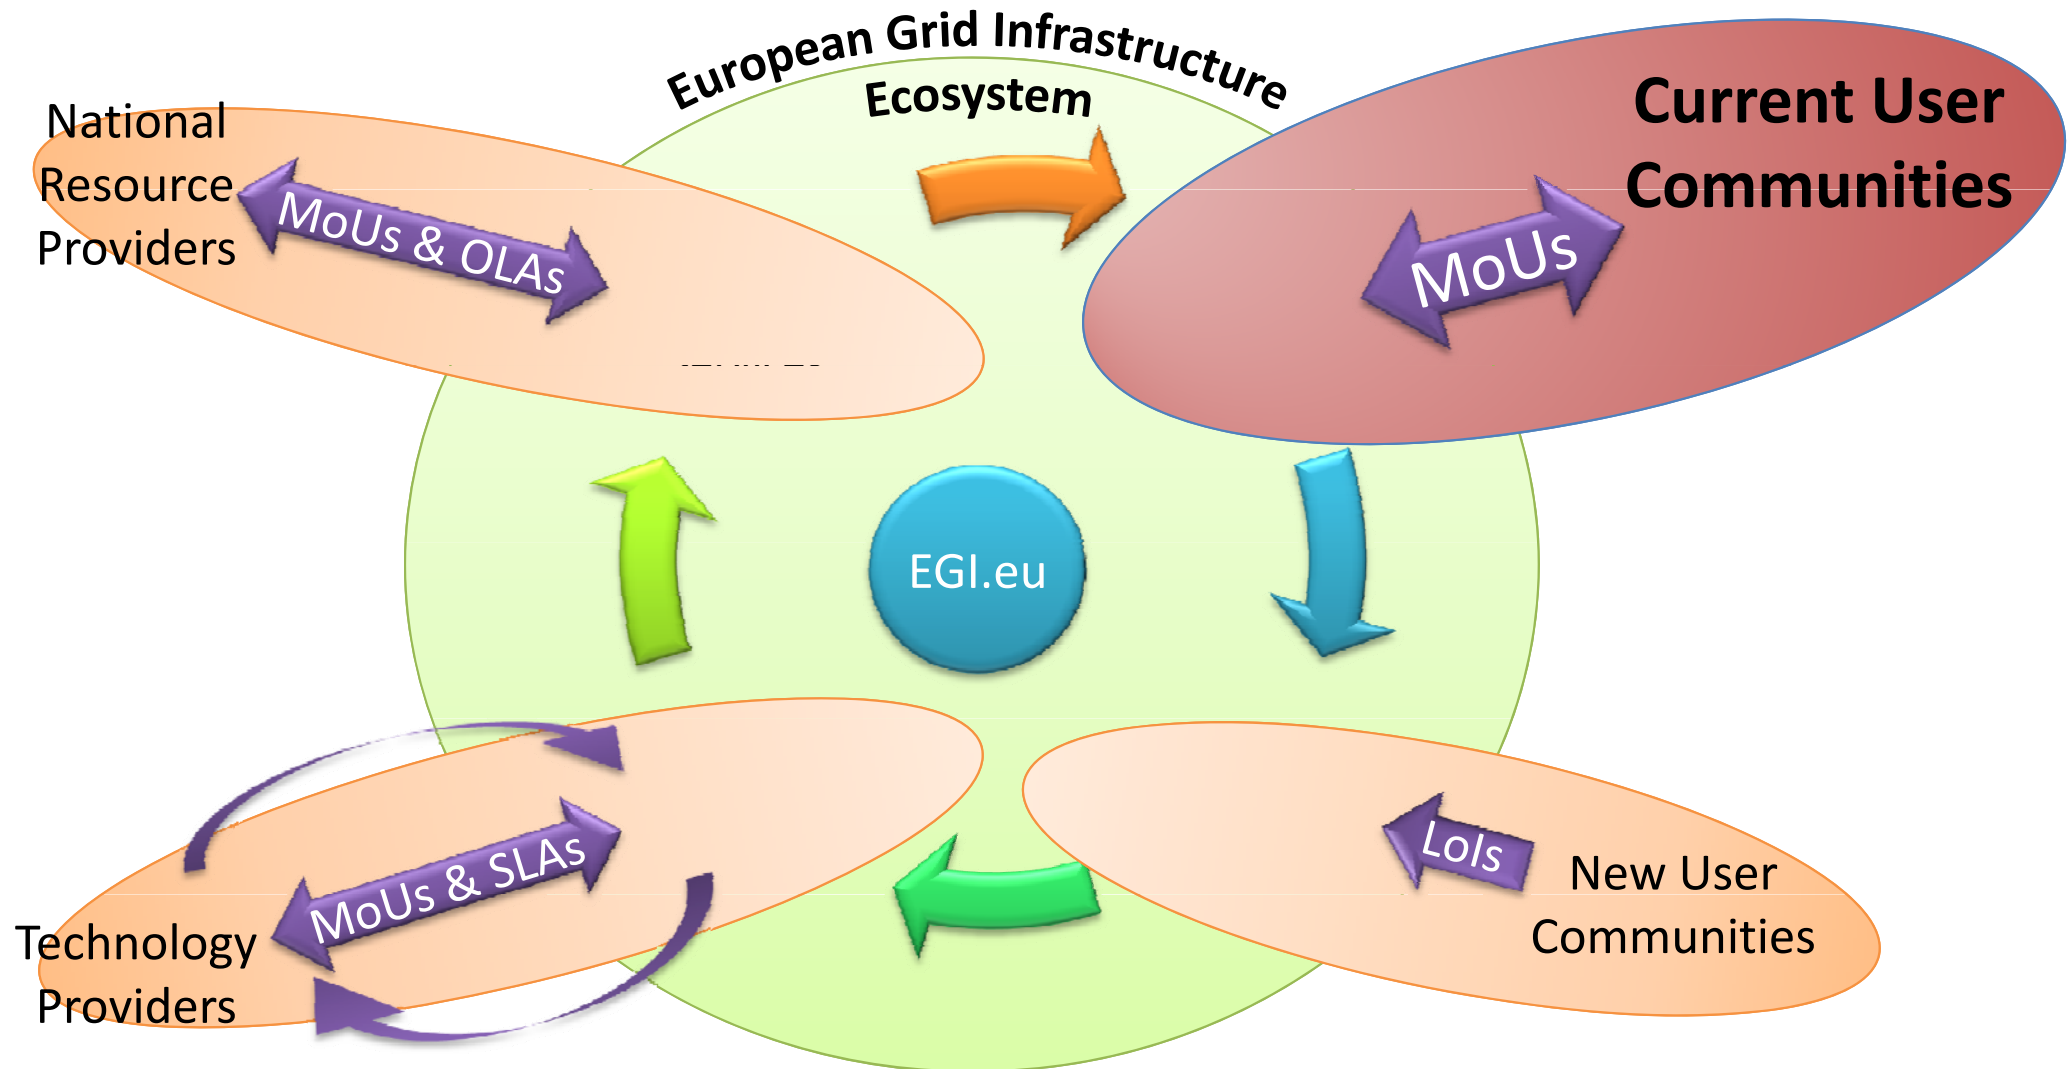 European Grid Infrastructure
Ecosystem
National
Resource
Providers
MoUs & OLAs
Current User
Communities
MoUs
EGI.eu
MoUs & SLAs
Technology
Providers
LoIs
New User
Communities